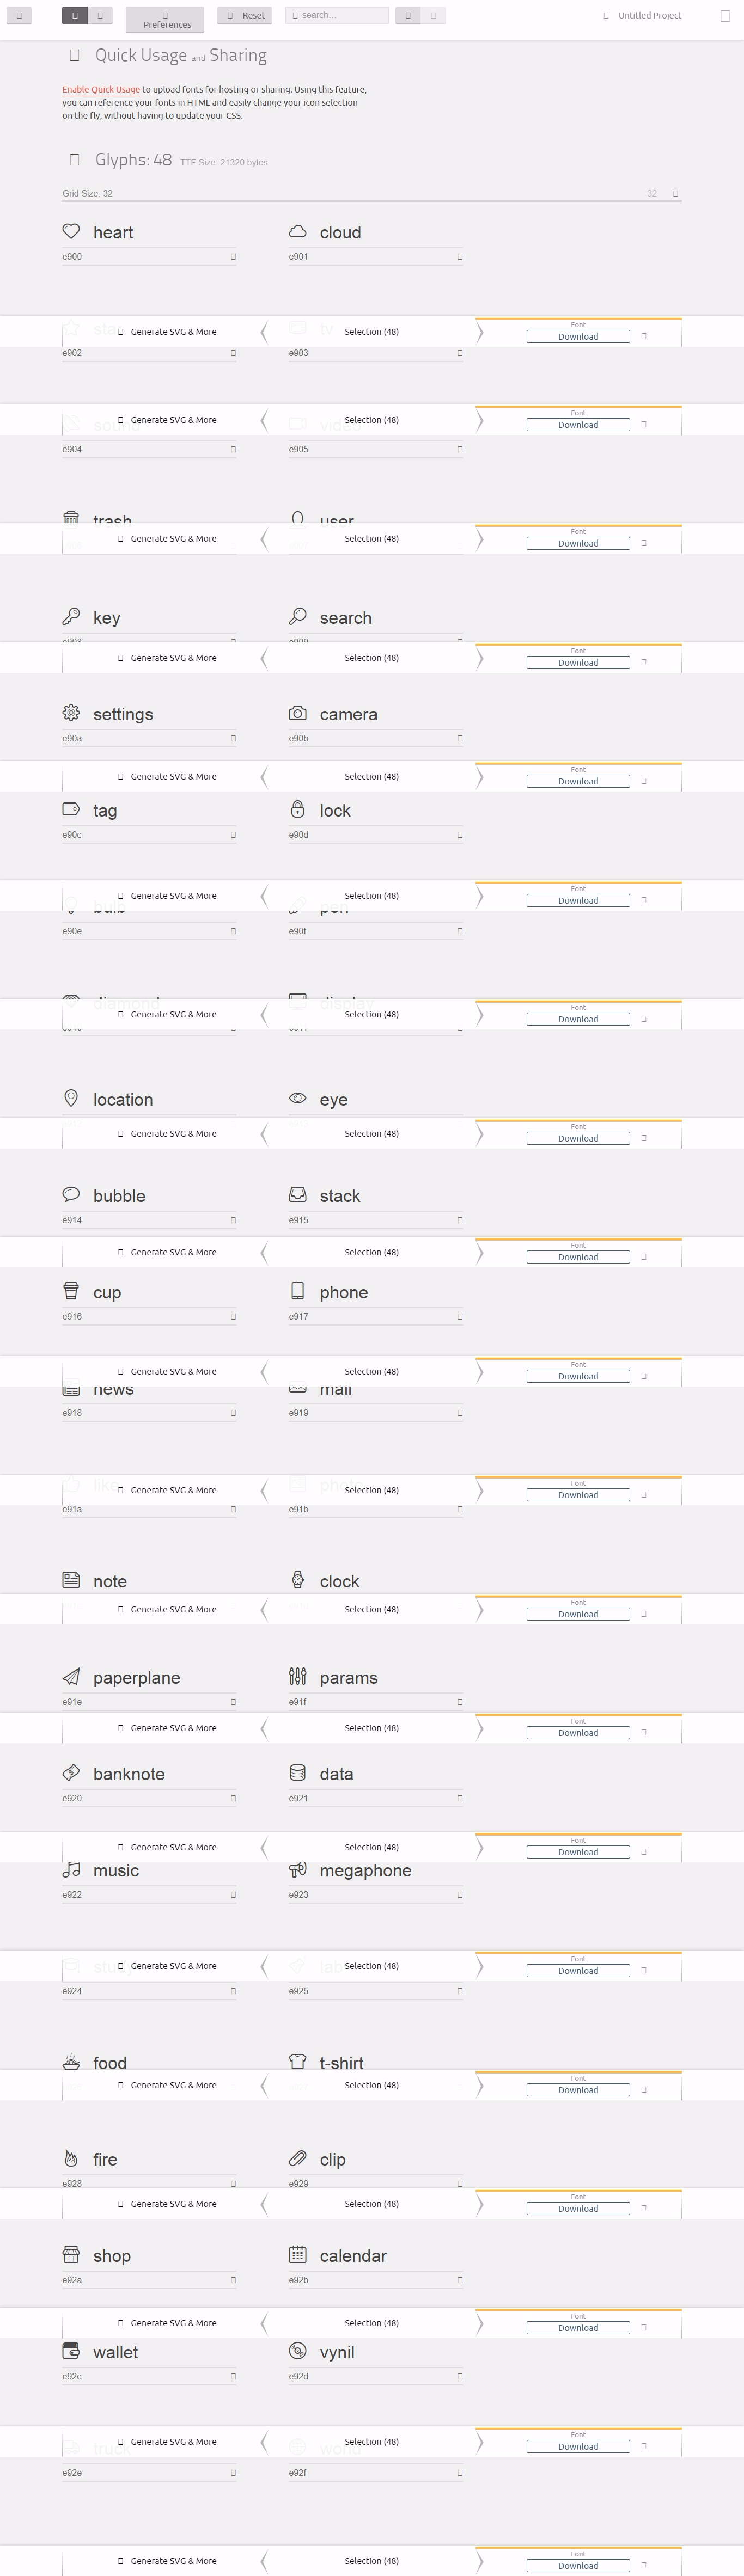 Preferences
Reset
search...
Untitled Project
Quick Usage and Sharing
Enable Quick Usage to upload fonts for hosting or sharing. Using this feature,
you can reference your fonts in HTML and easily change your icon selection
on the fly, without having to update your CSS.
Glyphs: 48 TTF Size: 21320 bytes
Grid Size: 32 32
heart cloud
e900 e901
tv
Generate SVG & More Selection (48) Font Download
e902 e903
sound video
Generate SVG & More Selection (48) Font Download
e904 e905
trash user
Generate SVG & More Selection (48) Font Download
key search
e908 e909
Generate SVG & More Selection (48) Font Download
settings camera
e90a e90b
Generate SVG & More Selection (48) Font Download
tag lock
e90c e90d
Generate SVG & More Selection (48) Font Download
bulb pen
e90e e90f
diamond display
Generate SVG & More Selection (48) Font Download
location eye
Generate SVG & More Selection (48) Font Download
bubble stack
e914 e915
Generate SVG & More Selection (48) Font Download
cup phone
e916 e917
Generate SVG & More Selection (48) Font Download
news mail
e918 e919
like photo
Generate SVG & More Selection (48) Font Download
e91a e91b
note clock
Generate SVG & More Selection (48) Font Download
paperplane params
e91e e91f
Generate SVG & More Selection (48) Font Download
banknote data
e920 e921
Generate SVG & More Selection (48) Font Download
music megaphone
e922 e923
Generate SVG & More Selection (48) Font Download
e924 e925
food t-shirt
Generate SVG & More Selection (48) Font Download
fire clip
e928 e929
Generate SVG & More Selection (48) Font Download
shop calendar
e92a e92b
Generate SVG & More Selection (48) Font Download
wallet vynil
e92c e92d
truck world
Generate SVG & More Selection (48) Font Download
e92e e92f
Generate SVG & More Selection (48) Font Download